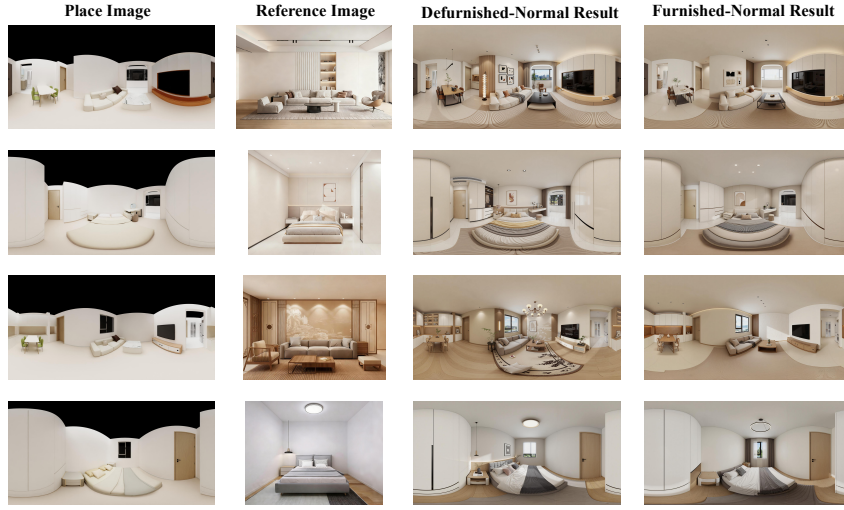 Place Image
Reference Image
Defurnished-Normal Result
Furnished-Normal Result